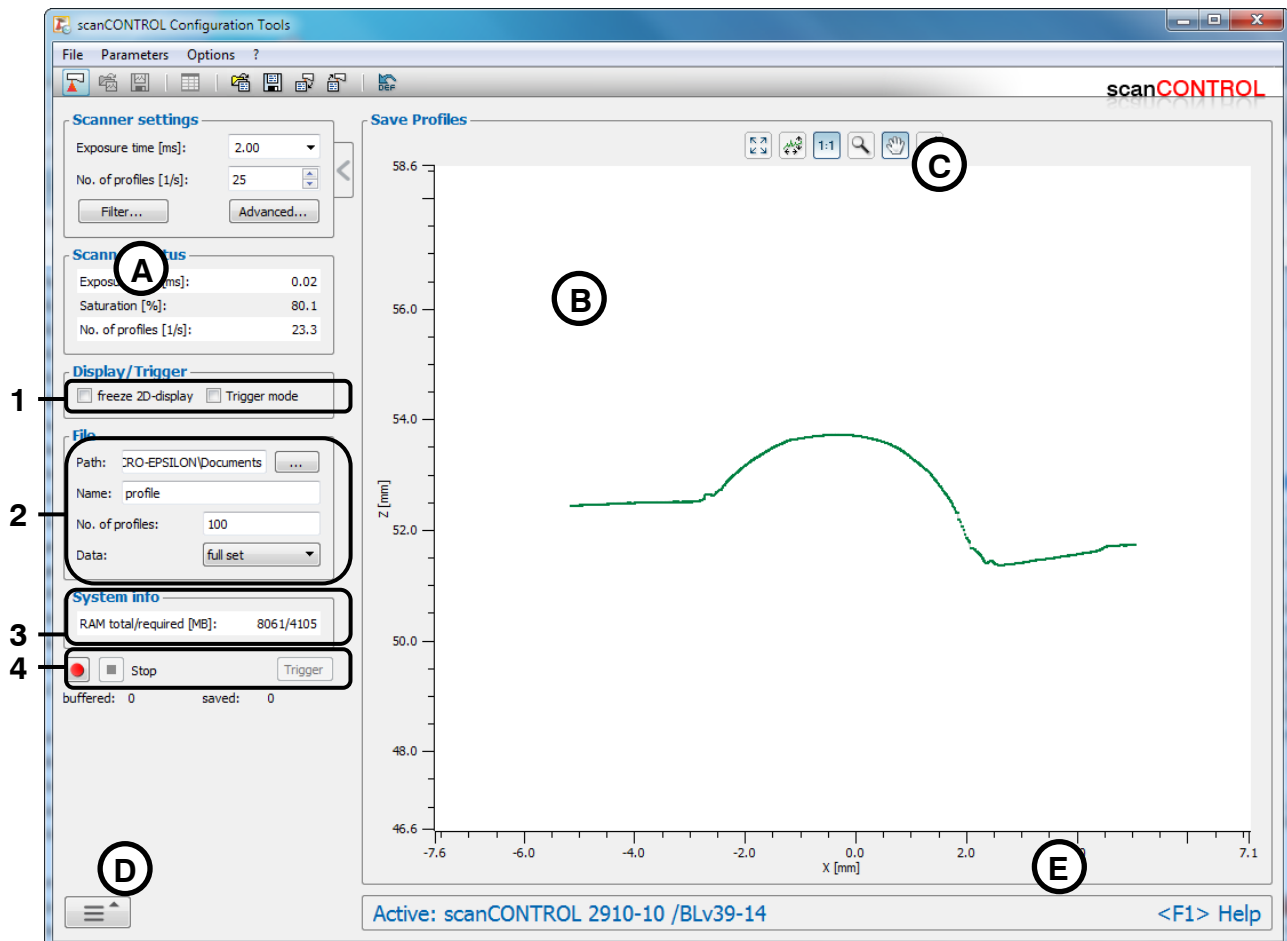 scanCONTROL Configuration Tools
File Parameters Options ?
DEF
scanCONTROL
Scanner settings
Exposure time [ms]: 2.00
No. of profiles [1/s]: 25
Filter... Advanced...
A
[ms]: 0.02
Saturation [%]: 80.1
No. of profiles [1/s]: 23.3
1
Display/Trigger
freeze 2D-display Trigger mode
2
File
Path: CRO-EPSILON\Documents ...
Name: profile
No. of profiles: 100
Data: full set
3
System info
RAM total/required [MB]: 8061/4105
4
Stop Trigger
buffered: 0 saved: 0
D
Save Profiles
1:1
C
B
58.6
56.0
54.0
Z [mm]
52.0
50.0
48.0
46.6
-7.6 -6.0 -4.0 -2.0 0.0 2.0 7.1
X [mm]
E
Active: scanCONTROL 2910-10 /BLv39-14 <F1> Help